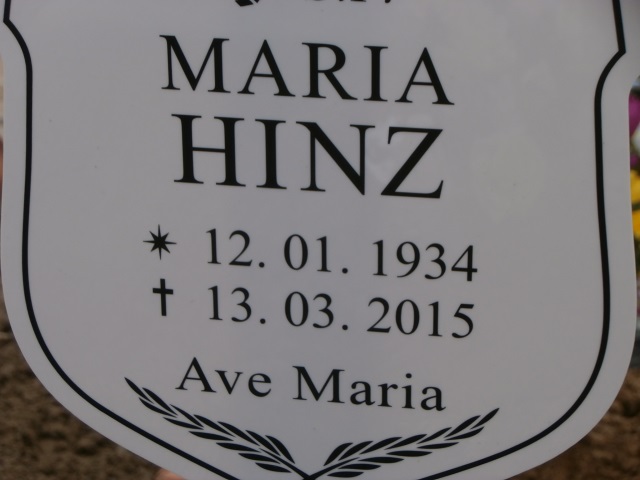 MARIA
HINZ
* 12. 01. 1934
† 13. 03. 2015
Ave Maria